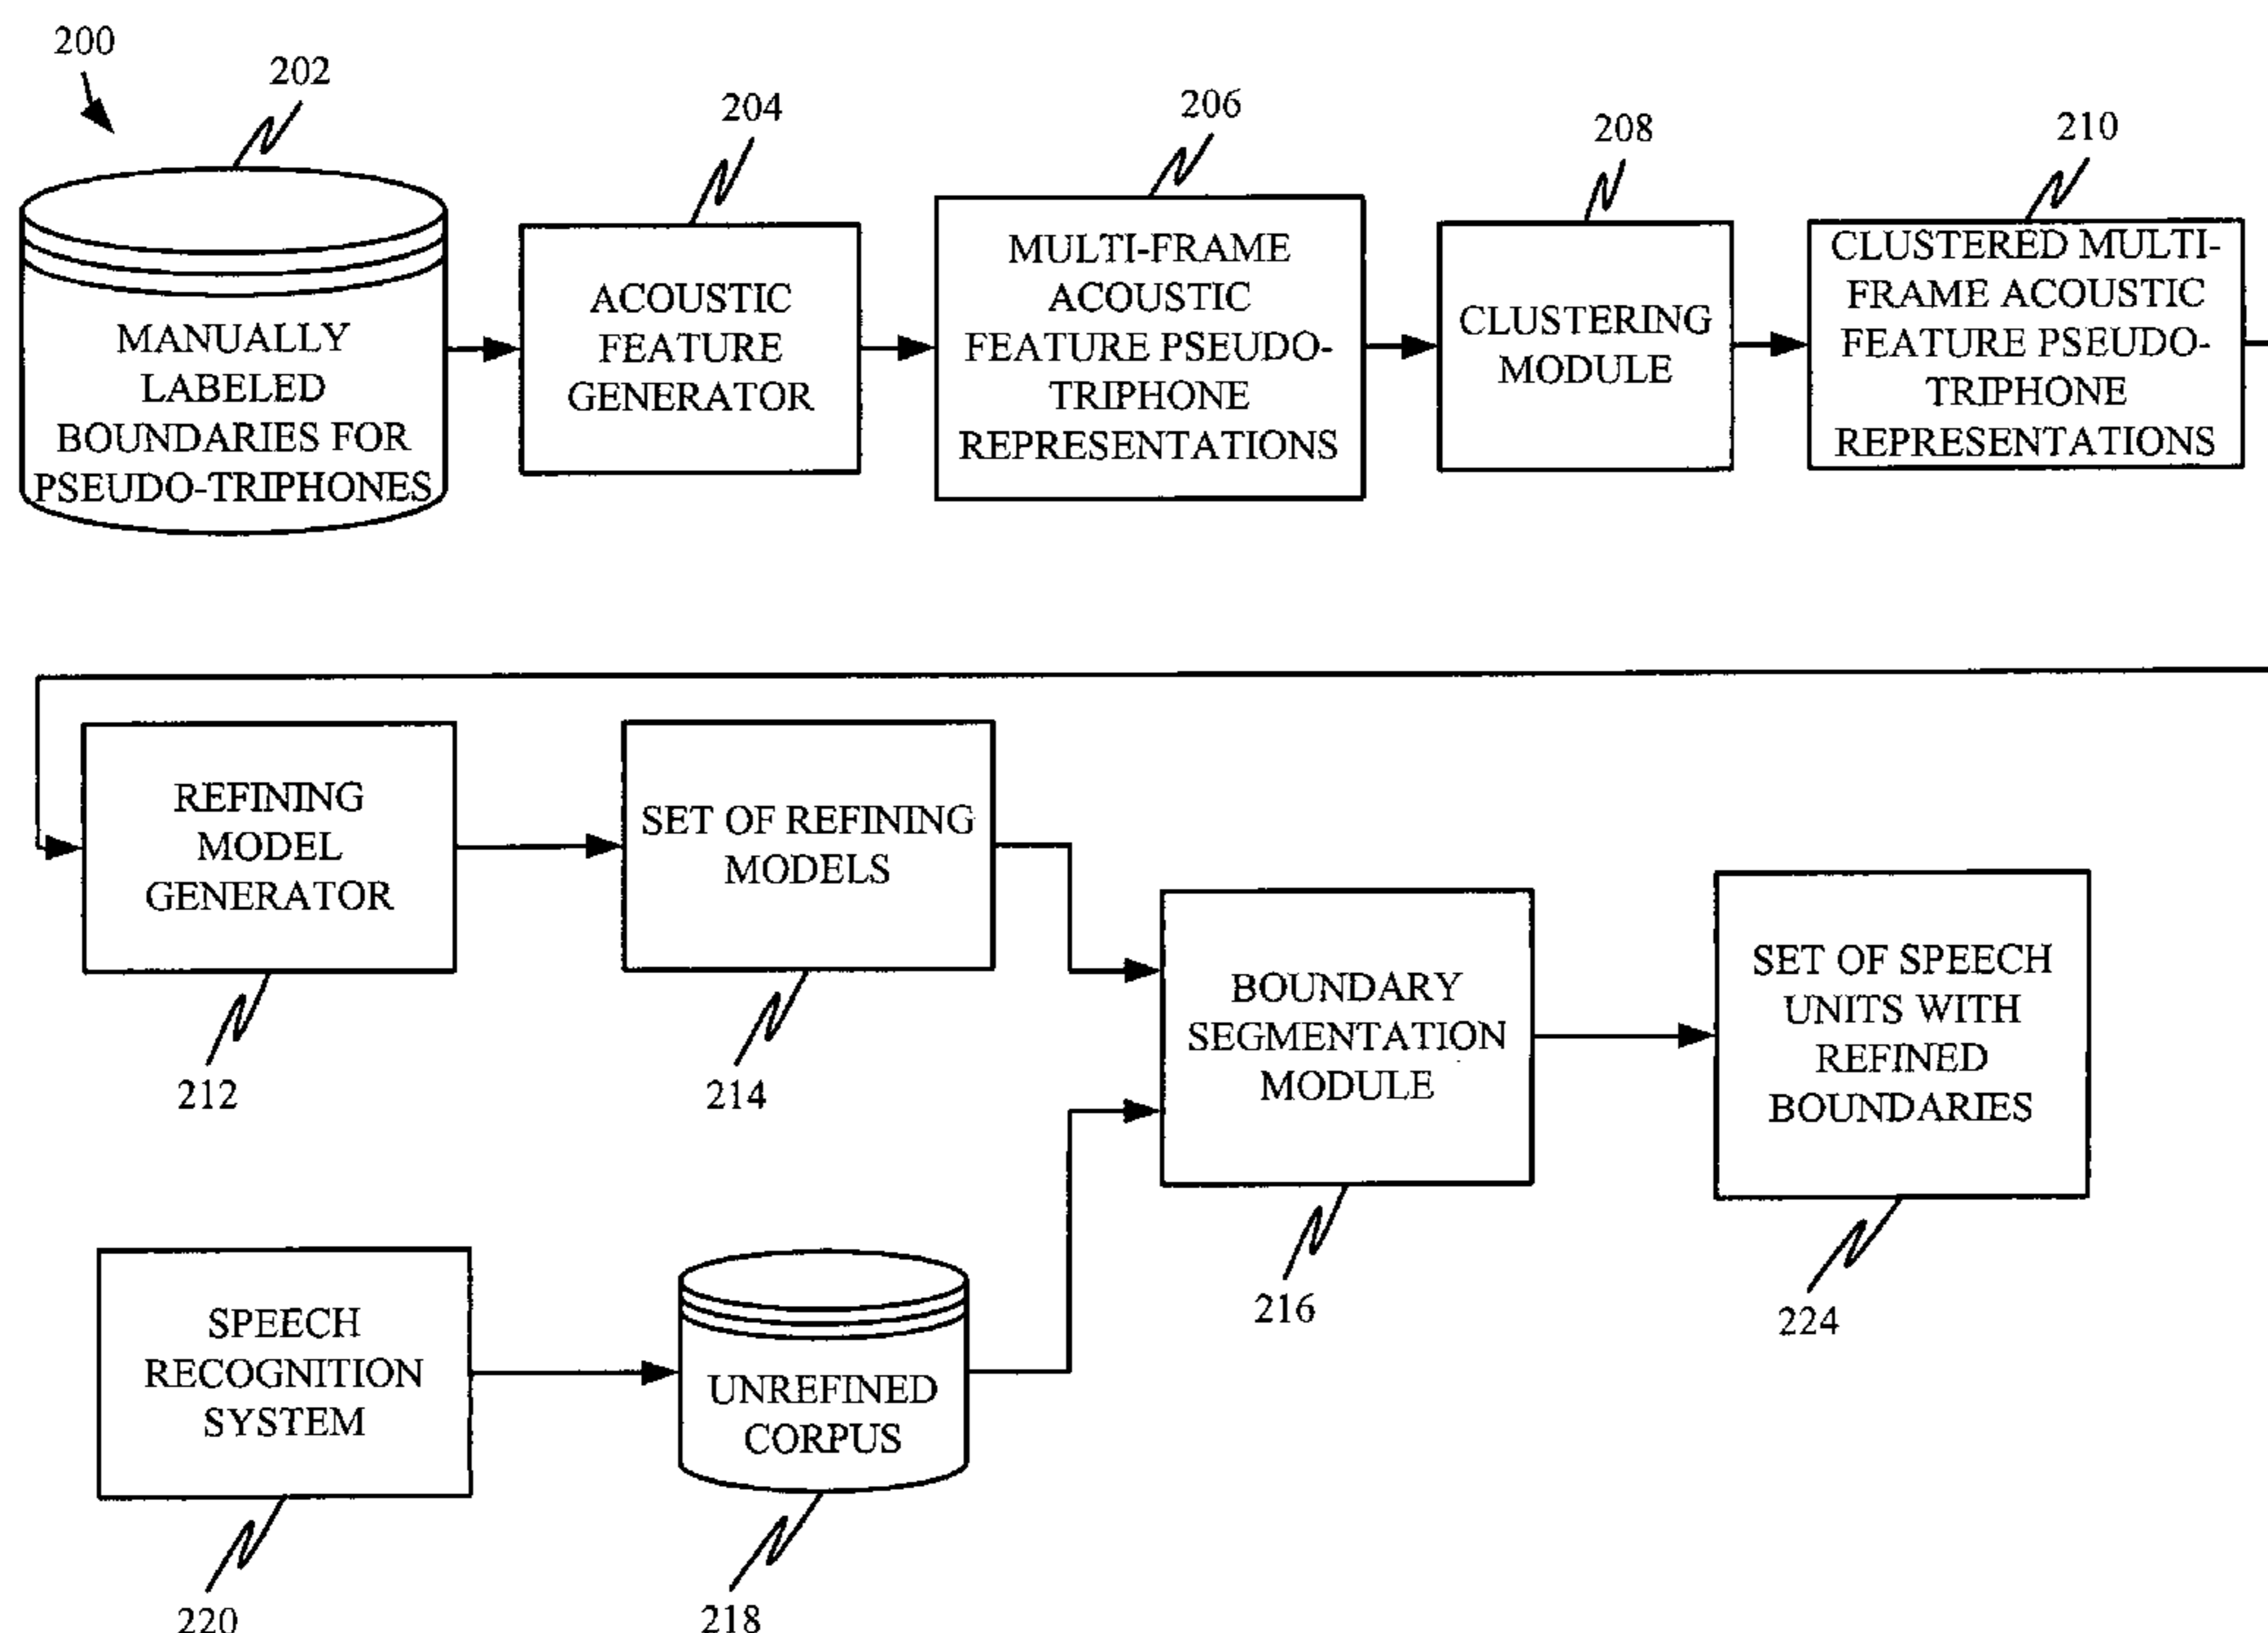 200
202
204
206
208
210
MANUALLY
LABELED
BOUNDARIES FOR
PSEUDO-TRIPHONES
ACOUSTIC
FEATURE
GENERATOR
MULTI-FRAME
ACOUSTIC
FEATURE PSEUDO-
TRIPHONE
REPRESENTATIONS
CLUSTERING
MODULE
CLUSTERED MULTI-
FRAME ACOUSTIC
FEATURE PSEUDO-
TRIPHONE
REPRESENTATIONS
REFINING
MODEL
GENERATOR
212
SET OF REFINING
MODELS
214
BOUNDARY
SEGMENTATION
MODULE
216
SET OF SPEECH
UNITS WITH
REFINED
BOUNDARIES
224
SPEECH
RECOGNITION
SYSTEM
220
UNREFINED
CORPUS
218